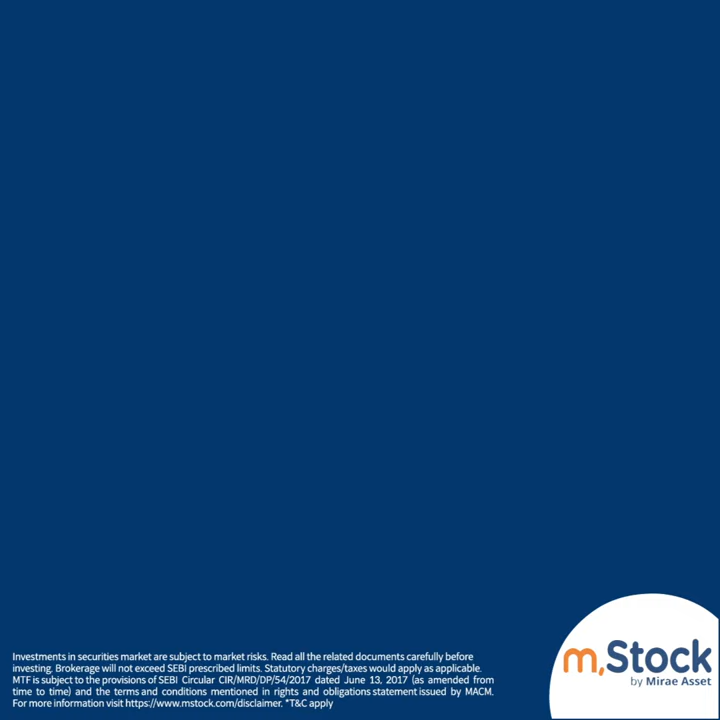 Investments in securities market are subject to market risks. Read all the related documents carefully before
investing. Brokerage will not exceed SEBI prescribed limits. Statutory charges/taxes would apply as applicable.
MTF is subject to the provisions of SEBI Circular CIR/MRD/DP/54/2017 dated June 13, 2017 (as amended from
time to time) and the terms and conditions mentioned in rights and obligations statement issued by MACM.
For more information visit https://www.mstock.com/disclaimer. *T&C apply
m.Stock
by Mirae Asset